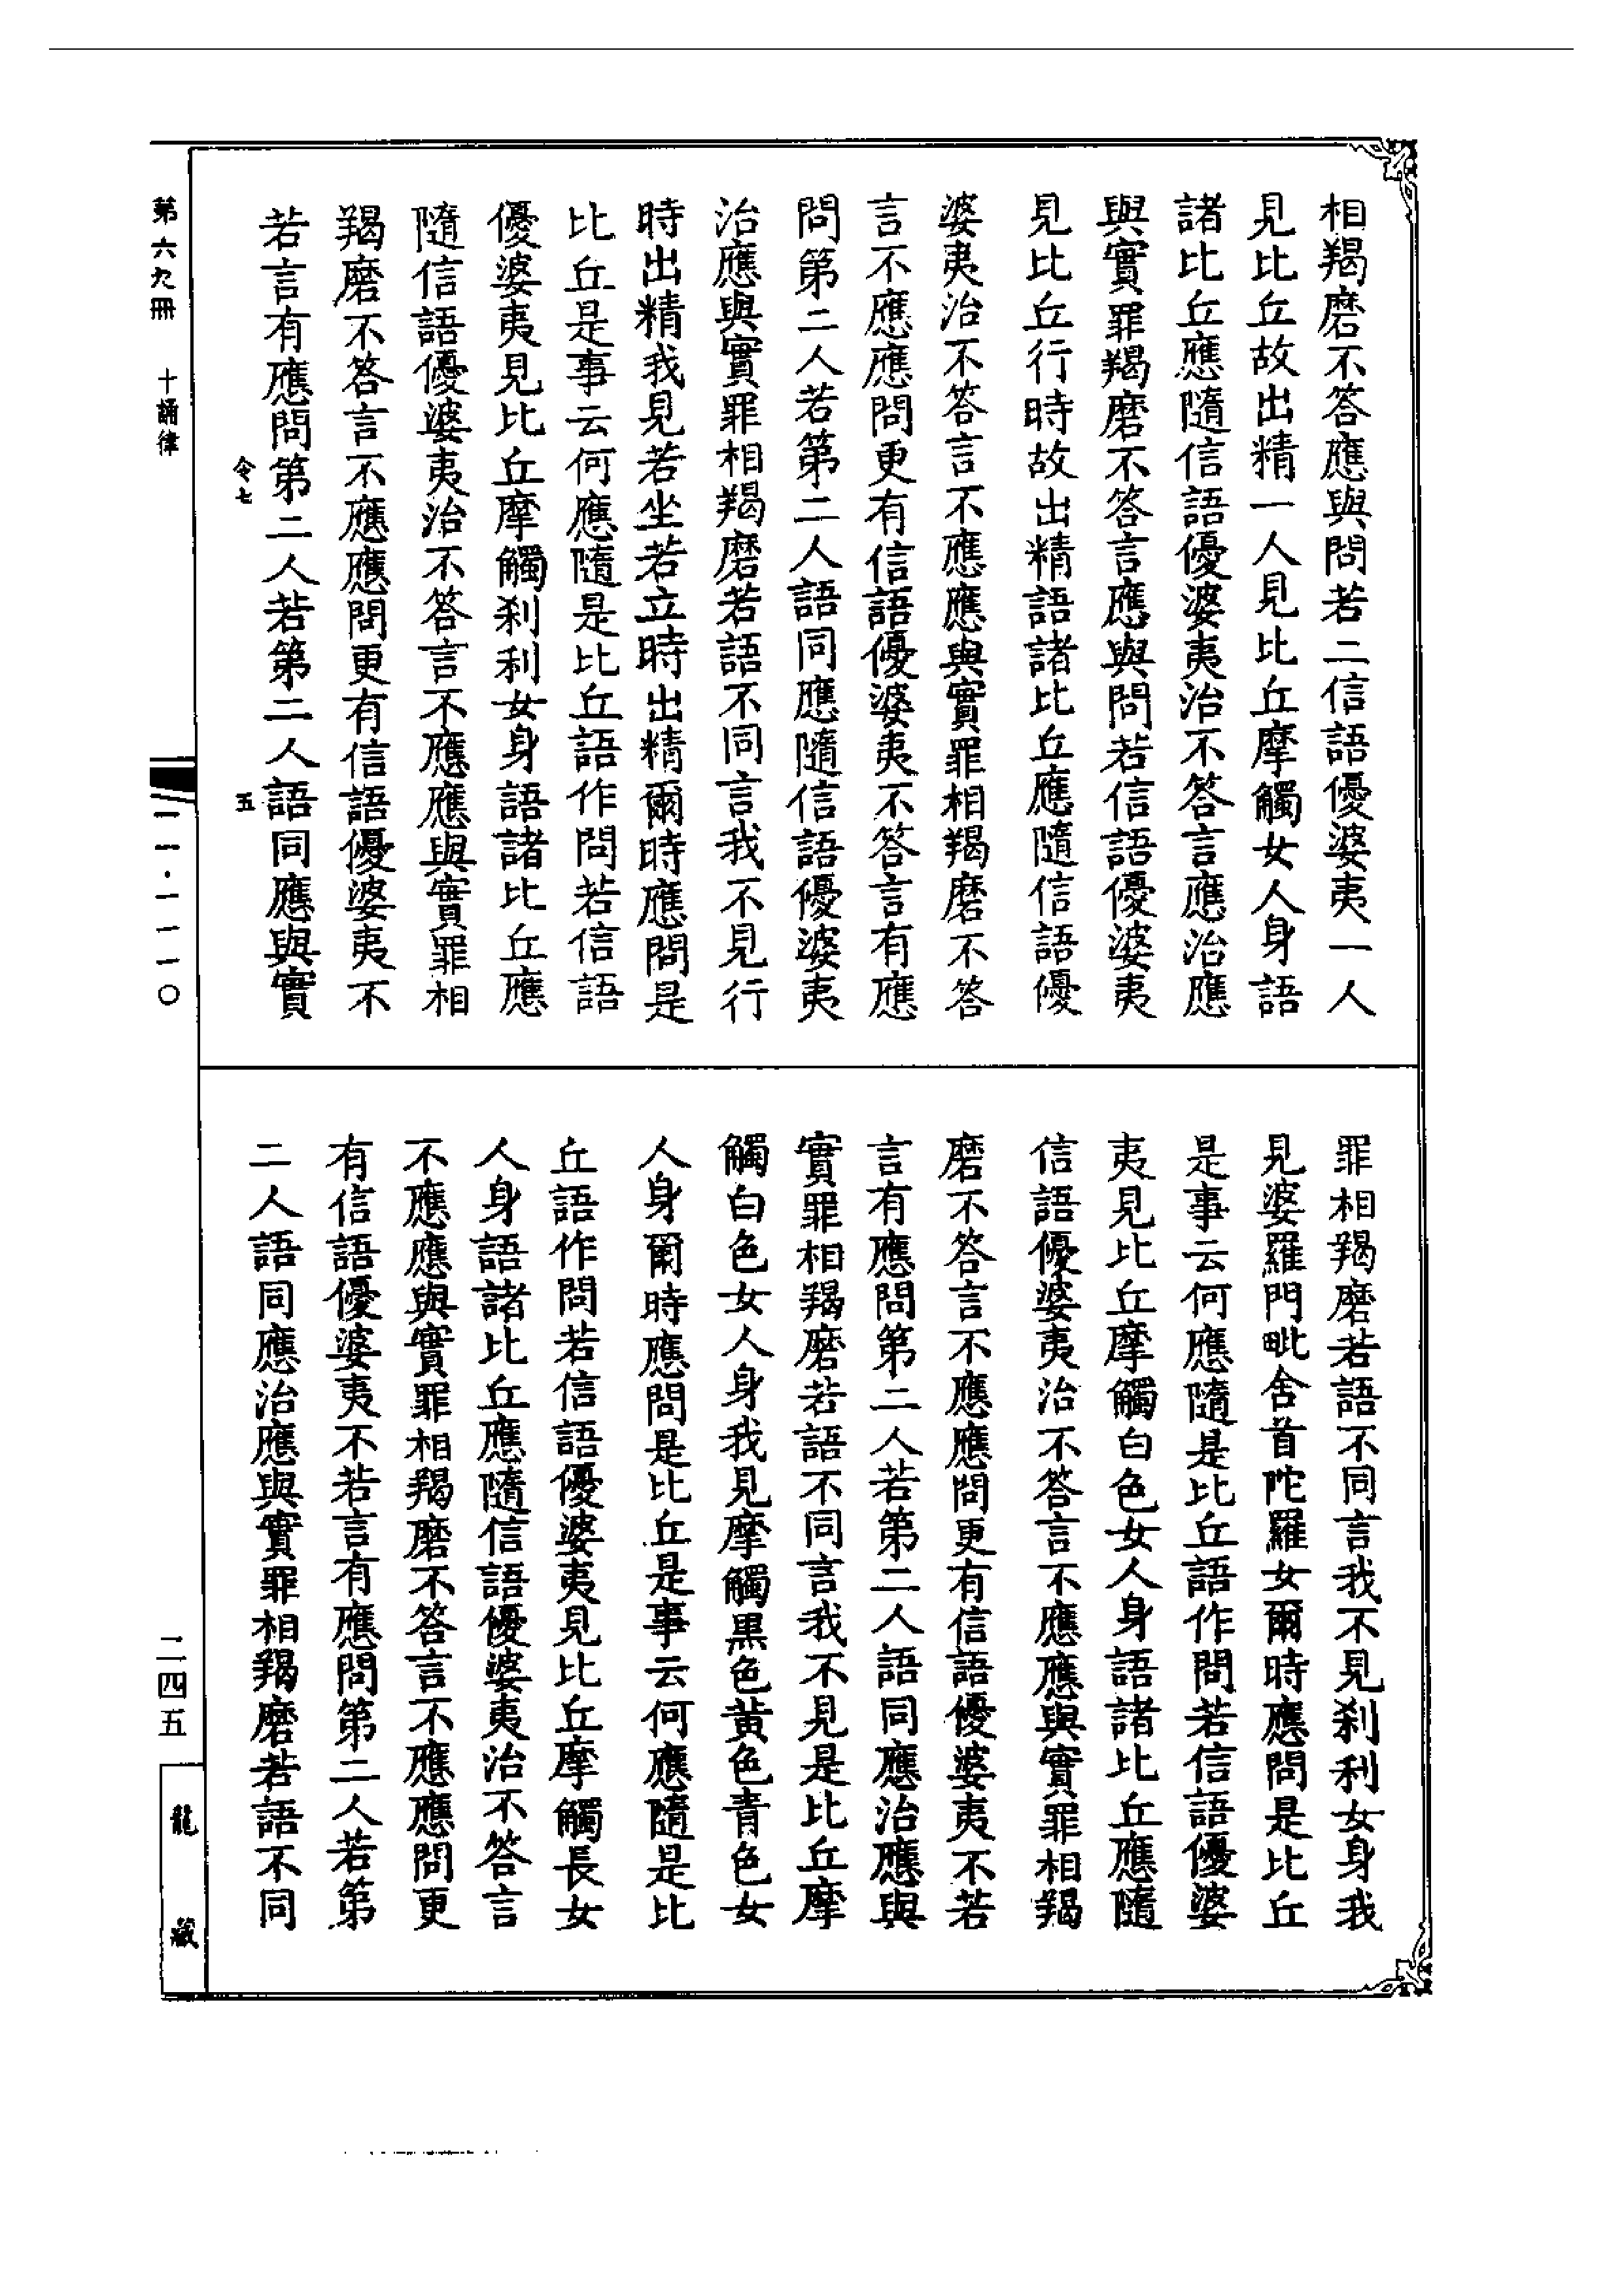 相羯磨不答應與問若二信語優婆夷一人
見比丘故出精一人見比丘摩觸女人身語
諸比丘應隨信語優婆夷治不答言應治應
與實罪羯磨不答言應與問若信語優婆夷
見比丘行時故出精語諸比丘應隨信語優
婆夷治不答言不應應與實罪相羯磨不答
言不應應問更有信語優婆夷不答言有應
問第二人若第二人語同應隨信語優婆夷
治應與實罪相羯磨若語不同言我不見行
時出精我見若坐若立時出精爾時應問是
比丘是事云何應隨是比丘語作問若信語
優婆夷見比丘摩觸剎利女身語諸比丘應
隨信語優婆夷治不答言不應應與實罪相
羯磨不答言不應應問更有信語優婆夷不
若言有應問第二人若第二人語同應與實
罪相羯磨若語不同言我不見剎利女身我
見婆羅門毗舍首陀羅女爾時應問是比丘
是事云何應隨是比丘語作問若信語優婆
夷見比丘摩觸白色女人身語諸比丘應隨
信語優婆夷治不答言不應應與實罪相羯
磨不答言不應應問更有信語優婆夷不若
言有應問第二人若第二人語同應治應與
實罪相羯磨若語不同言我不見是比丘摩
觸白色女人身我見摩觸黑色黃色青色女
人身爾時應問是比丘是事云何應隨是比
丘語作問若信語優婆夷見比丘摩觸長女
人身語諸比丘應隨信語優婆夷治不答言
不應應與實罪相羯磨不答言不應應問更
有信語優婆夷不若言有應問第二人若第
二人語同應治應與實罪相羯磨若語不同
令七
五
第六九冊 十誦律
一一·一一一〇
二四五
龍藏